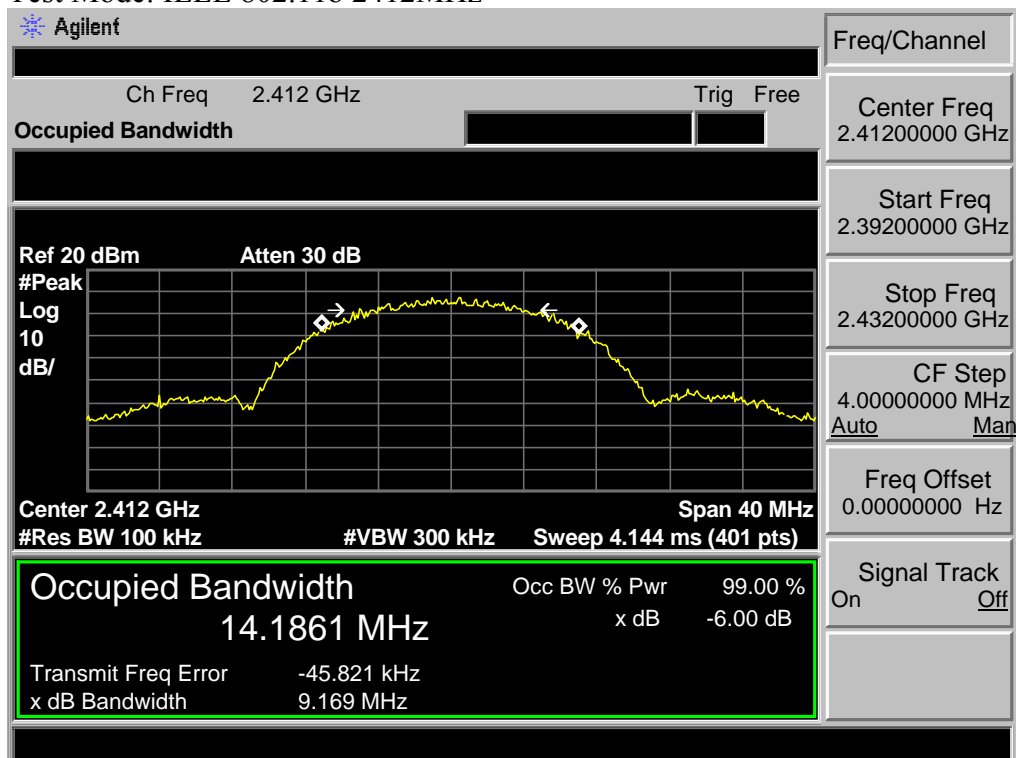 Test Mode: IEEE 802.11b 2412MHz
Agilent
Freq/Channel
Ch Freq 2.412 GHz Trig Free
Occupied Bandwidth
Center Freq
2.41200000 GHz
Start Freq
2.39200000 GHz
Stop Freq
2.43200000 GHz
CF Step
4.00000000 MHz
Auto Man
Freq Offset
0.00000000 Hz
Signal Track
On Off
Ref 20 dBm Atten 30 dB
#Peak
Log
10
dB/
Center 2.412 GHz Span 40 MHz
#Res BW 100 kHz #VBW 300 kHz Sweep 4.144 ms (401 pts)
Occupied Bandwidth Occ BW % Pwr 99.00 %
14.1861 MHz x dB -6.00 dB
Transmit Freq Error -45.821 kHz
x dB Bandwidth 9.169 MHz